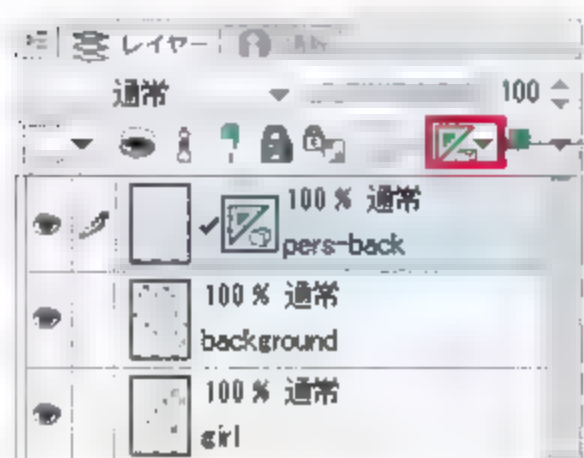 レイヤー
通常 100
100 % 通常
pers-back
100 % 通常
background
100 % 通常
girl